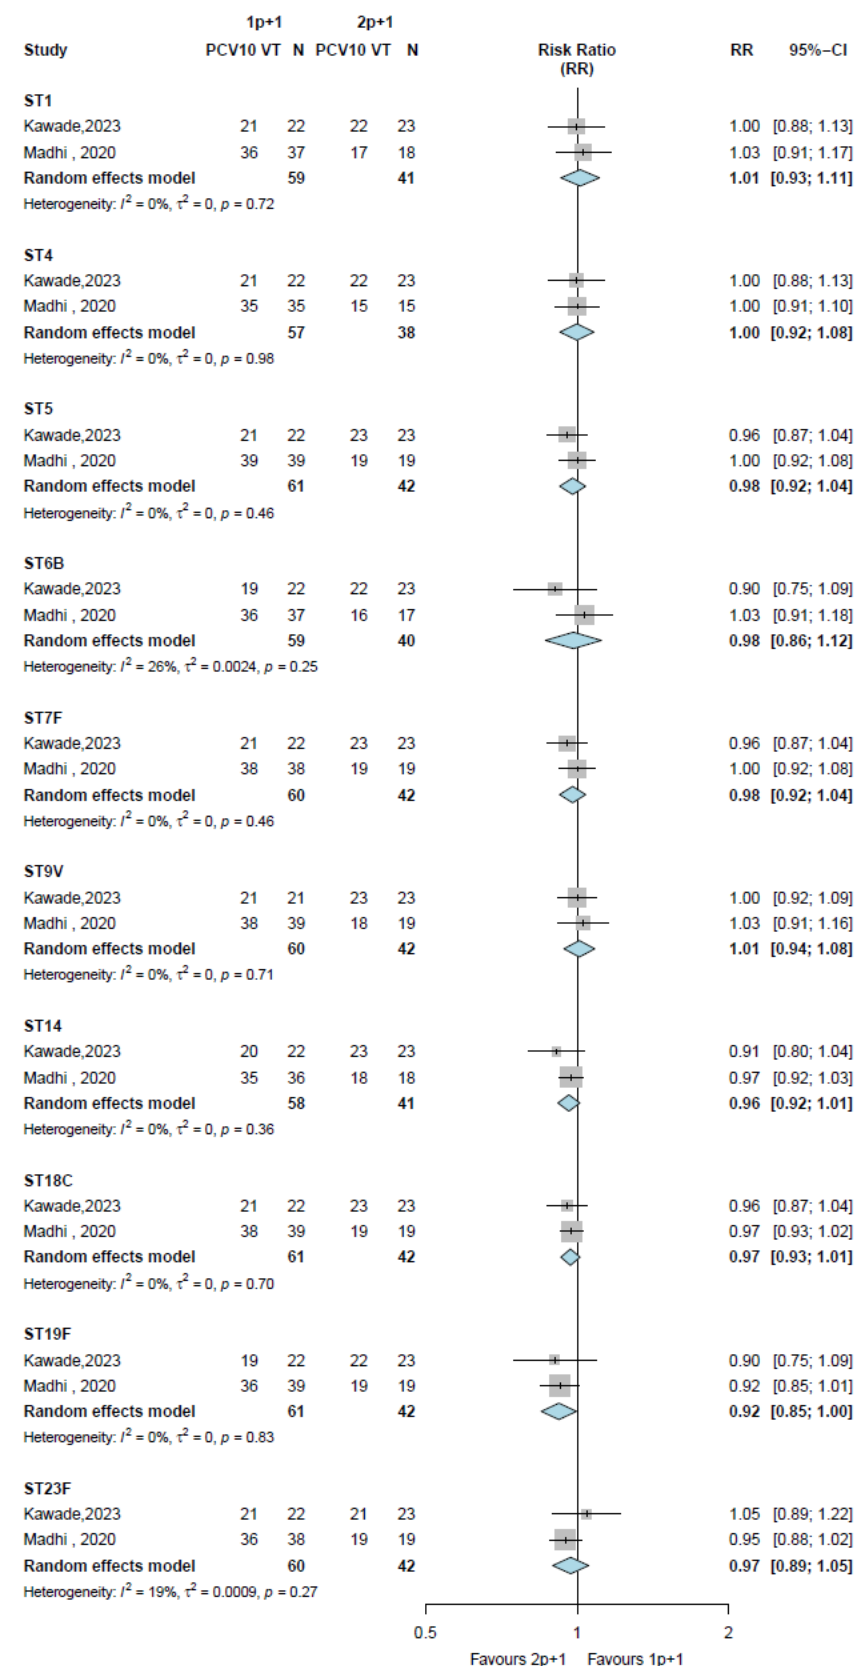 1p+1 2p+1
Study PCV10 VT N PCV10 VT N Risk Ratio RR 95%−CI
(RR)
ST1
Kawade,2023 21 22 22 23 1.00 [0.88; 1.13]
Madhi , 2020 36 37 17 18 1.03 [0.91; 1.17]
Random effects model 59 41 1.01 [0.93; 1.11]
Heterogeneity: I² = 0%, τ² = 0, p = 0.72
ST4
Kawade,2023 21 22 22 23 1.00 [0.88; 1.13]
Madhi , 2020 35 35 15 15 1.00 [0.91; 1.10]
Random effects model 57 38 1.00 [0.92; 1.08]
Heterogeneity: I² = 0%, τ² = 0, p = 0.98
ST5
Kawade,2023 21 22 23 23 0.96 [0.87; 1.04]
Madhi , 2020 39 39 19 19 1.00 [0.92; 1.08]
Random effects model 61 42 0.98 [0.92; 1.04]
Heterogeneity: I² = 0%, τ² = 0, p = 0.46
ST6B
Kawade,2023 19 22 22 23 0.90 [0.75; 1.09]
Madhi , 2020 36 37 16 17 1.03 [0.91; 1.18]
Random effects model 59 40 0.98 [0.86; 1.12]
Heterogeneity: I² = 26%, τ² = 0.0024, p = 0.25
ST7F
Kawade,2023 21 22 23 23 0.96 [0.87; 1.04]
Madhi , 2020 38 38 19 19 1.00 [0.92; 1.08]
Random effects model 60 42 0.98 [0.92; 1.04]
Heterogeneity: I² = 0%, τ² = 0, p = 0.46
ST9V
Kawade,2023 21 21 23 23 1.00 [0.92; 1.09]
Madhi , 2020 38 39 18 19 1.03 [0.91; 1.16]
Random effects model 60 42 1.01 [0.94; 1.08]
Heterogeneity: I² = 0%, τ² = 0, p = 0.71
ST14
Kawade,2023 20 22 23 23 0.91 [0.80; 1.04]
Madhi , 2020 35 36 18 18 0.97 [0.92; 1.03]
Random effects model 58 41 0.96 [0.92; 1.01]
Heterogeneity: I² = 0%, τ² = 0, p = 0.36
ST18C
Kawade,2023 21 22 23 23 0.96 [0.87; 1.04]
Madhi , 2020 38 39 19 19 0.97 [0.93; 1.02]
Random effects model 61 42 0.97 [0.93; 1.01]
Heterogeneity: I² = 0%, τ² = 0, p = 0.70
ST19F
Kawade,2023 19 22 22 23 0.90 [0.75; 1.09]
Madhi , 2020 36 39 19 19 0.92 [0.85; 1.01]
Random effects model 61 42 0.92 [0.85; 1.00]
Heterogeneity: I² = 0%, τ² = 0, p = 0.83
ST23F
Kawade,2023 21 22 21 23 1.05 [0.89; 1.22]
Madhi , 2020 36 38 19 19 0.95 [0.88; 1.02]
Random effects model 60 42 0.97 [0.89; 1.05]
Heterogeneity: I² = 19%, τ² = 0.0009, p = 0.27
0.5 1 2
Favours 2p+1 Favours 1p+1